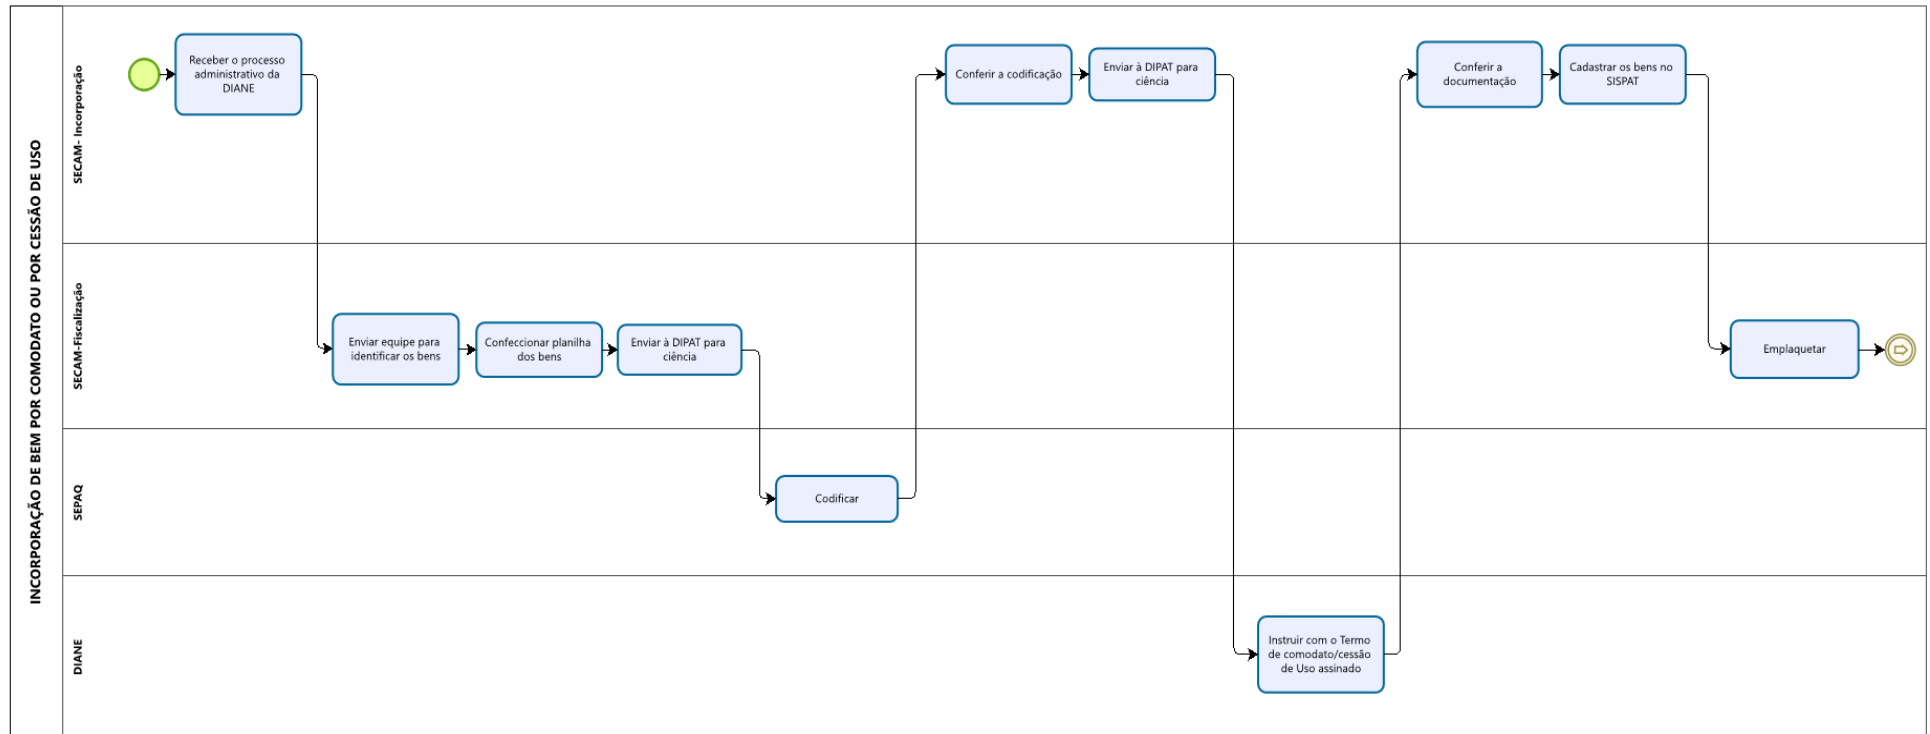 INCORPORAÇÃO DE BEM POR COMODATO OU POR CESSÃO DE USO
SECAM- Incorporação
Receber o processo
administrativo da
DIANE
Conferir a codificação
Enviar à DIPAT para
ciência
Conferir a
documentação
Cadastrar os bens no
SISPAT
SECAM-Fiscalização
Enviar equipe para
identificar os bens
Confeccionar planilha
dos bens
Enviar à DIPAT para
ciência
Emplaquetar
SEPAQ
Codificar
DIANE
Instruir com o Termo
de comodato/cessão
de Uso assinado